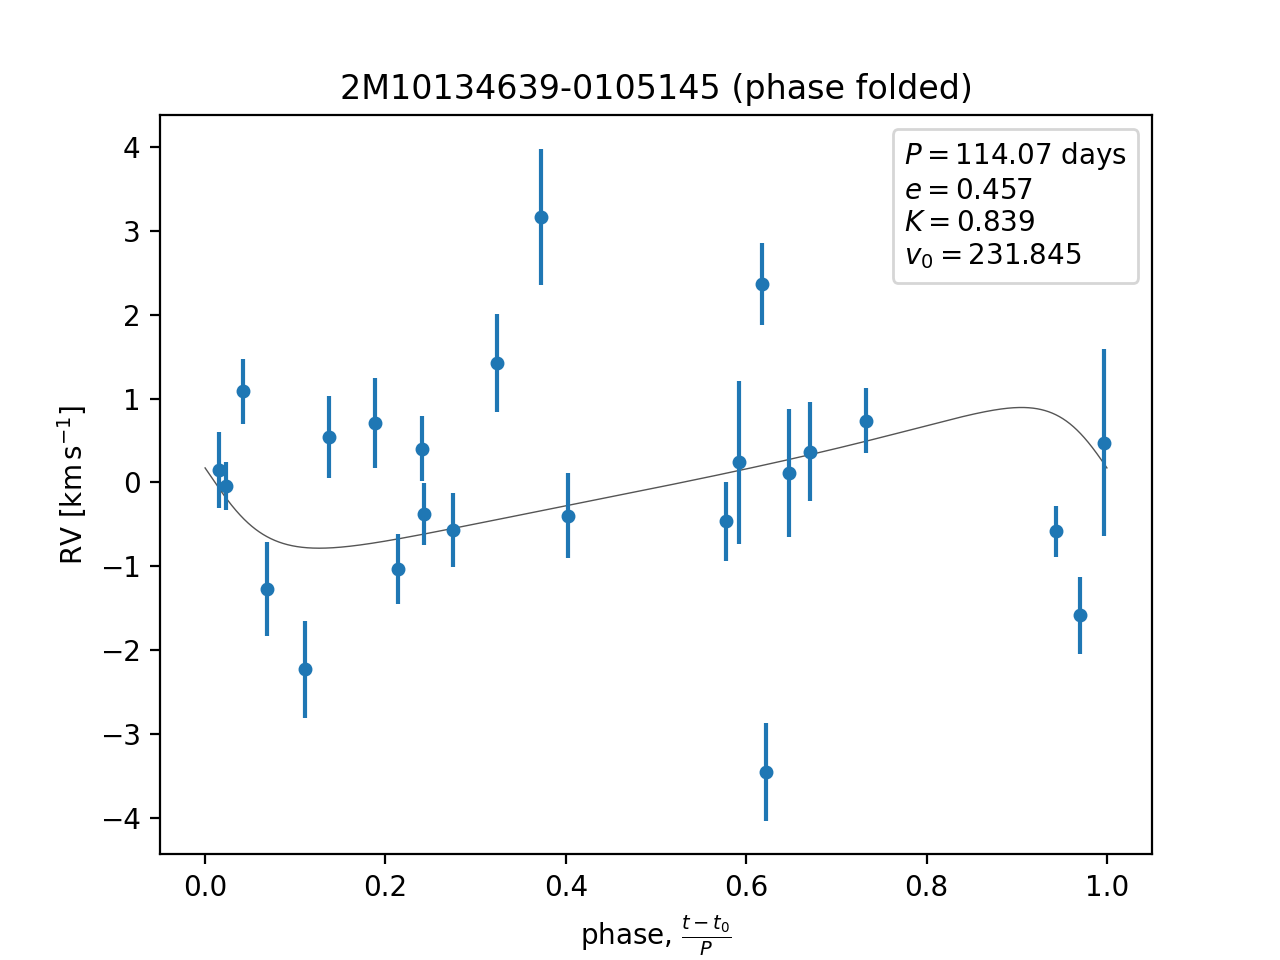 2M10134639-0105145 (phase folded)
P = 114.07 days
e = 0.457
K = 0.839
v₀ = 231.845
4
3
2
1
0
−1
−2
−3
−4
RV [km s⁻¹]
0.0 0.2 0.4 0.6 0.8 1.0
phase, (t − t₀)/P